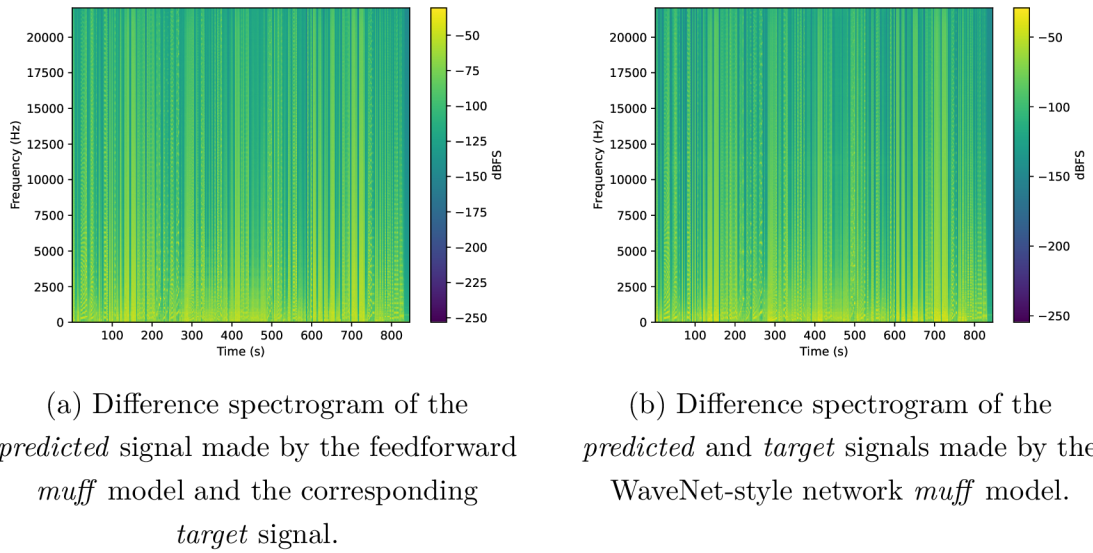 20000
17500
15000
12500
10000
7500
5000
2500
0
Frequency (Hz)
100 200 300 400 500 600 700 800
Time (s)
−50
−75
−100
−125
−150
−175
−200
−225
−250
dBFS
20000
17500
15000
12500
10000
7500
5000
2500
0
Frequency (Hz)
100 200 300 400 500 600 700 800
Time (s)
−50
−100
−150
−200
−250
dBFS
(a) Difference spectrogram of the
predicted signal made by the feedforward
muff model and the corresponding
target signal.
(b) Difference spectrogram of the
predicted and target signals made by the
WaveNet-style network muff model.